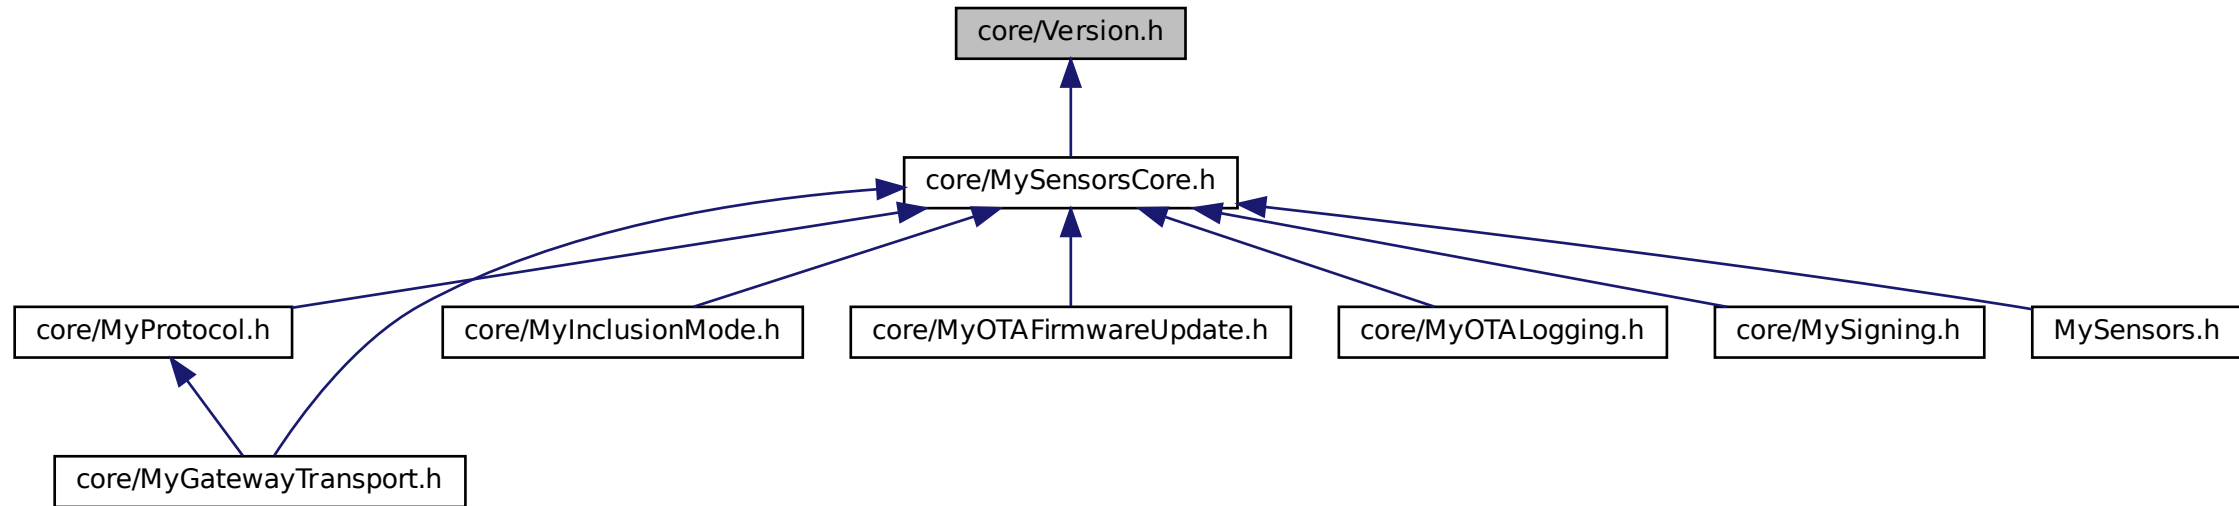 core/Version.h
core/MySensorsCore.h
core/MyProtocol.h
core/MyInclusionMode.h
core/MyOTAFirmwareUpdate.h
core/MyOTALogging.h
core/MySigning.h
MySensors.h
core/MyGatewayTransport.h